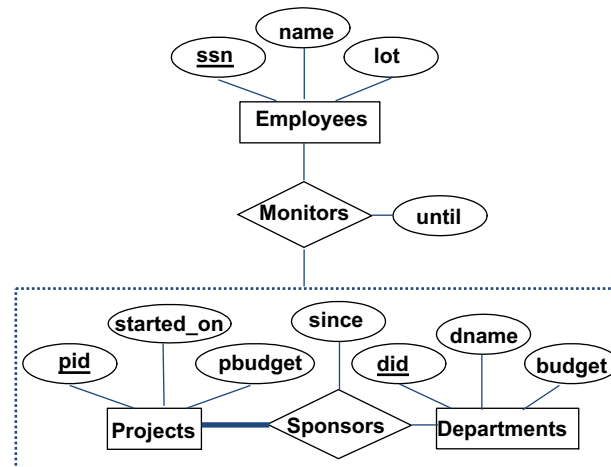 name
ssn
lot
Employees
Monitors
until
started_on
since
dname
pid
pbudget
did
budget
Projects
Sponsors
Departments